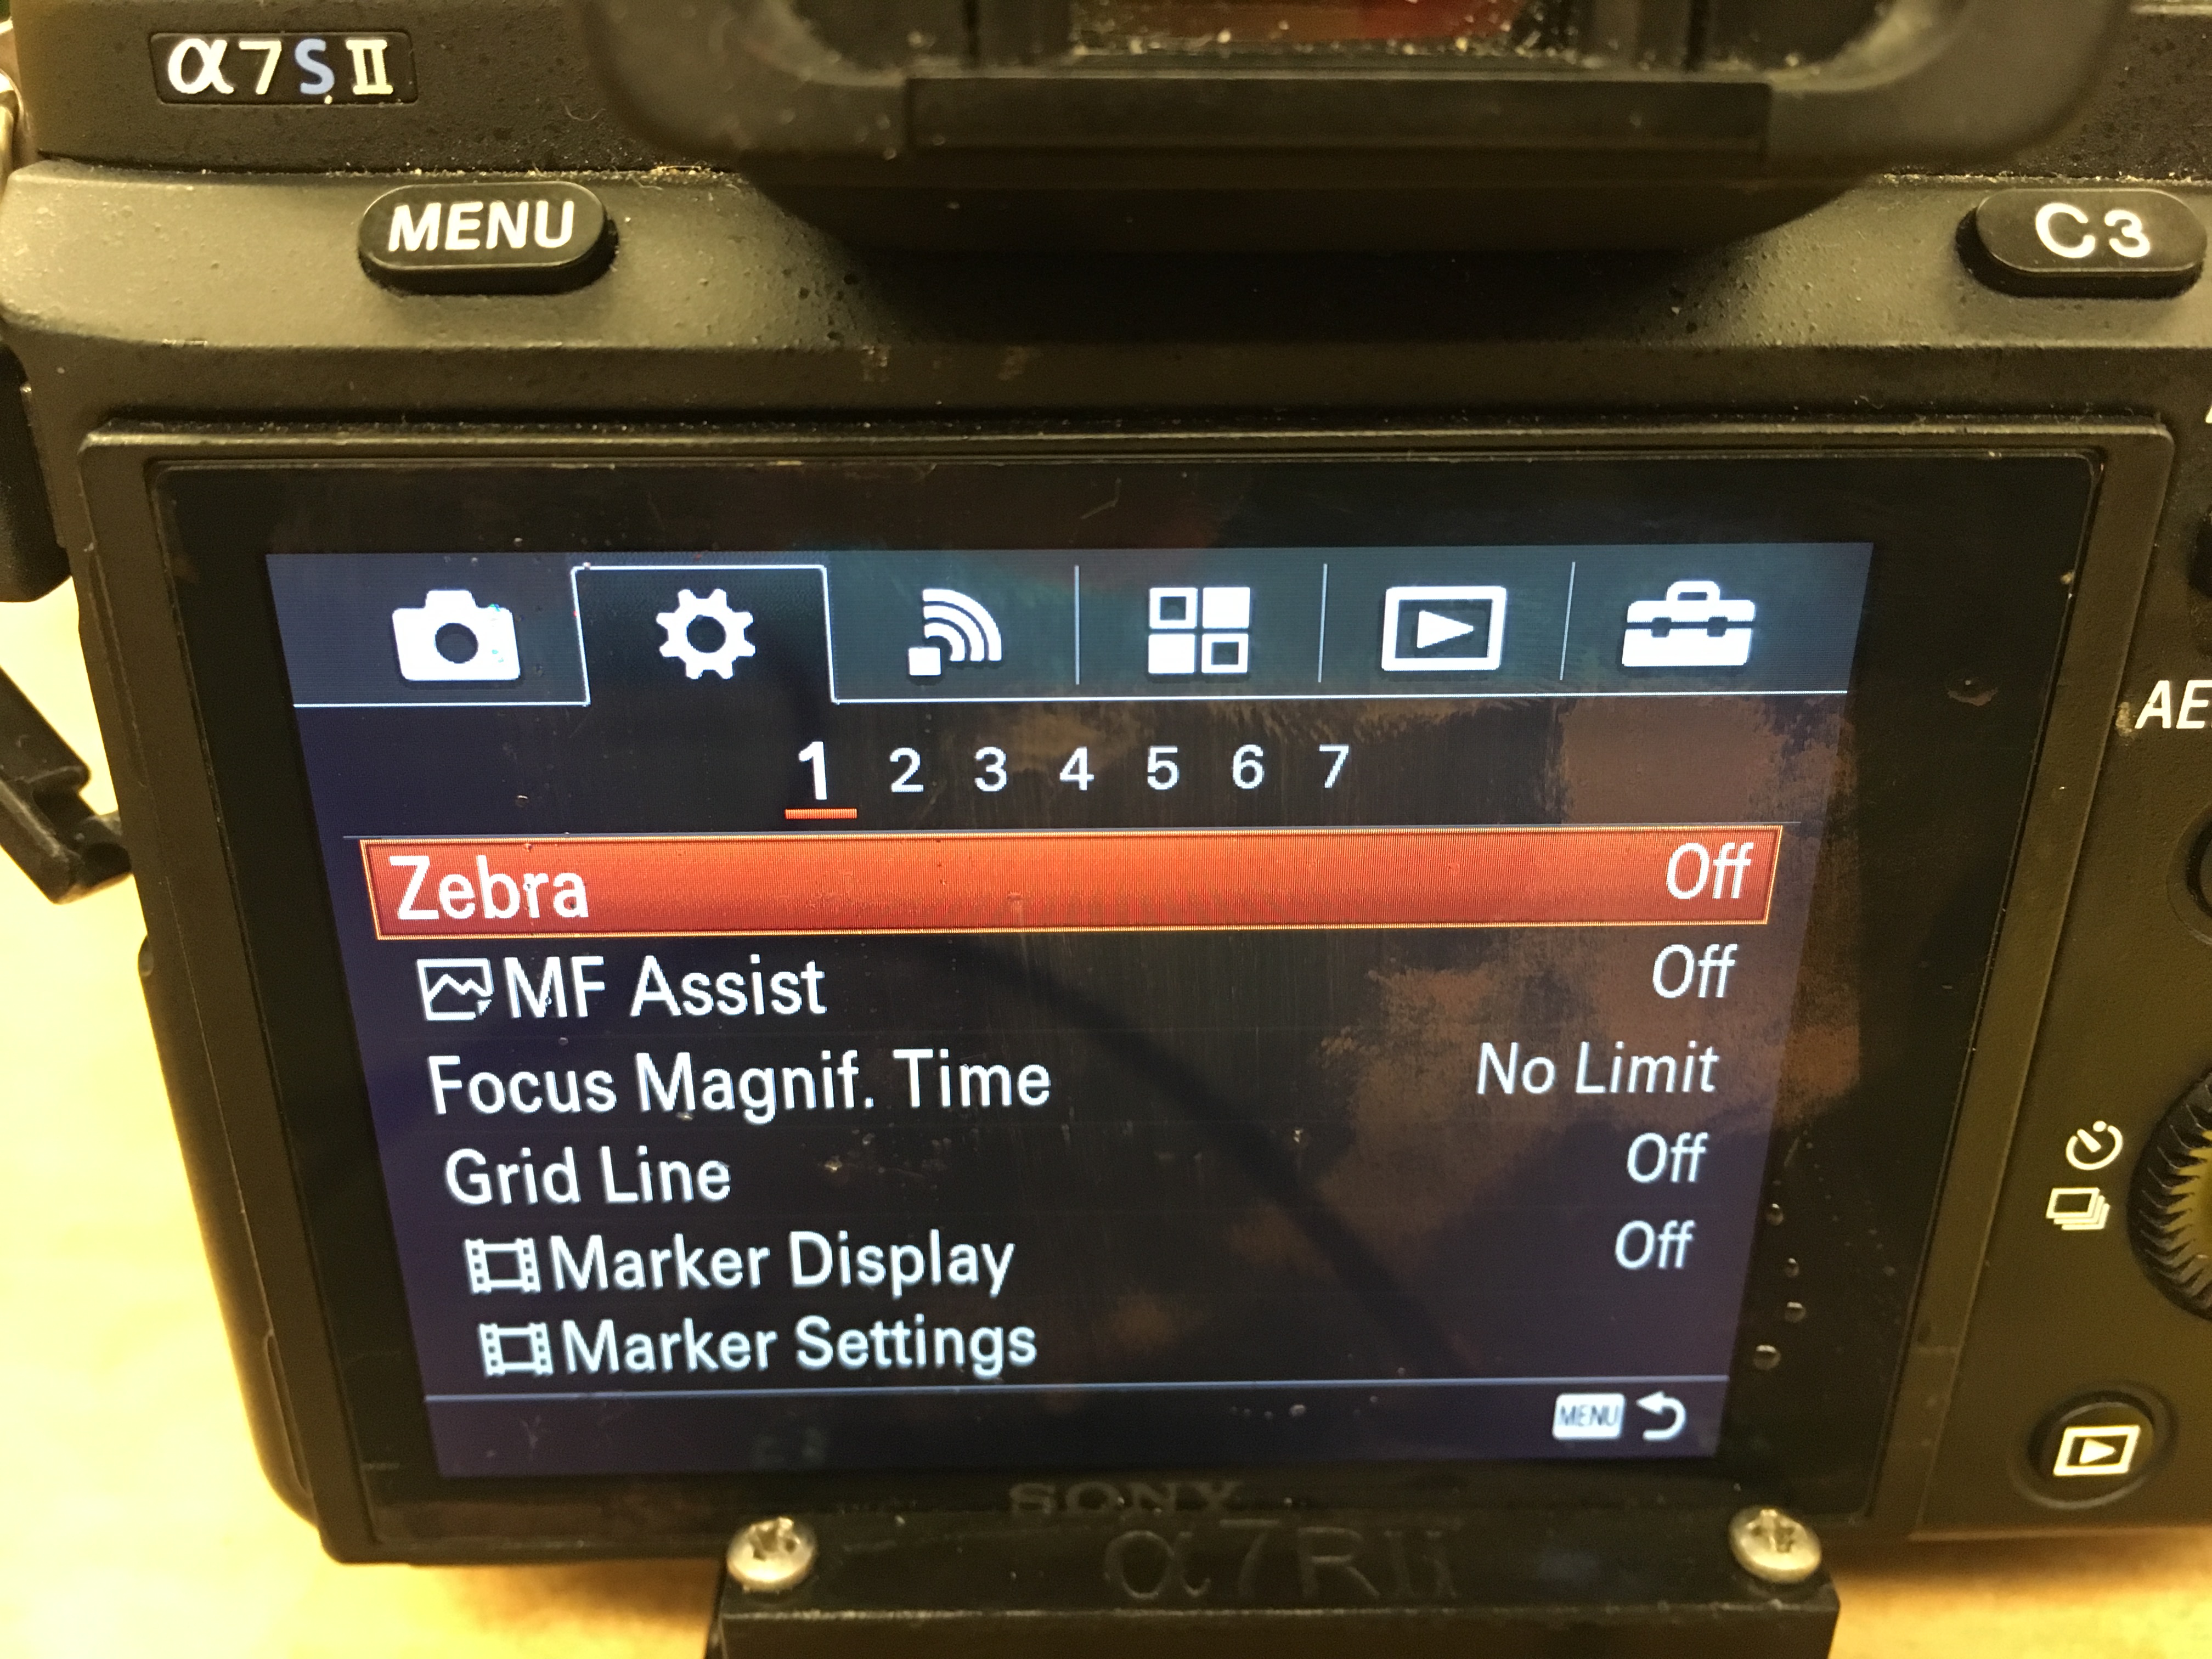 α7SII
MENU
C3
AE
1 2 3 4 5 6 7
Zebra Off
MF Assist Off
Focus Magnif. Time No Limit
Grid Line Off
Marker Display Off
Marker Settings
MENU
SONY
α7RII